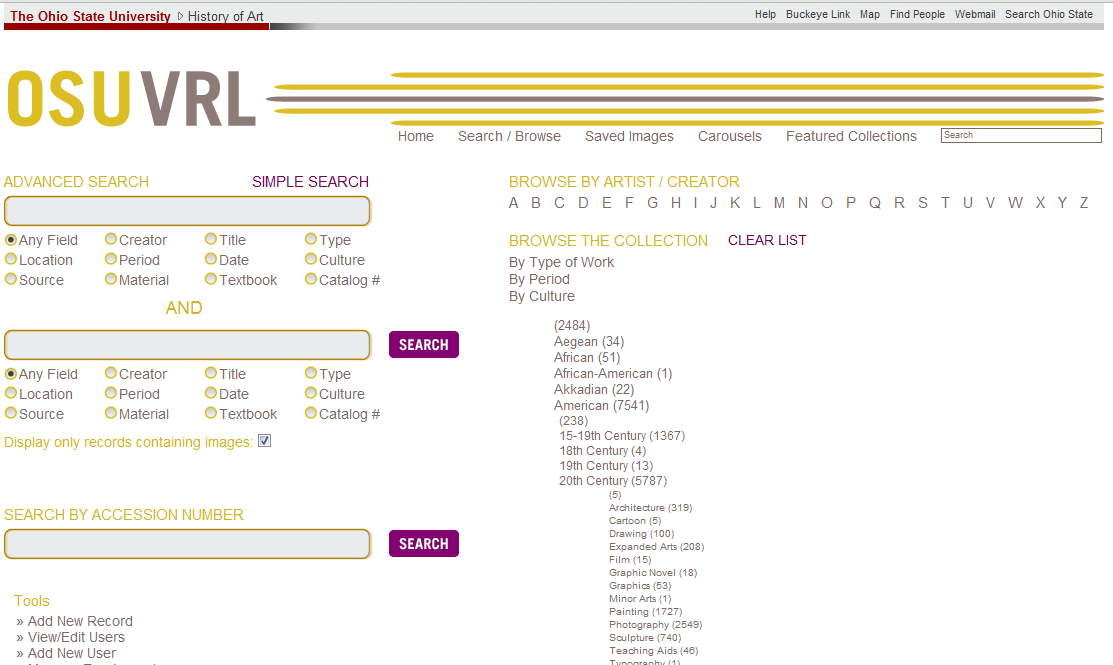 The Ohio State University ▷ History of Art
Help Buckeye Link Map Find People Webmail Search Ohio State
OSUVRL
Home Search / Browse Saved Images Carousels Featured Collections Search
ADVANCED SEARCH SIMPLE SEARCH
Any Field Creator Title Type
Location Period Date Culture
Source Material Textbook Catalog #
AND
SEARCH
Any Field Creator Title Type
Location Period Date Culture
Source Material Textbook Catalog #
Display only records containing images:
SEARCH BY ACCESSION NUMBER
SEARCH
Tools
» Add New Record
» View/Edit Users
» Add New User
BROWSE BY ARTIST / CREATOR
A B C D E F G H I J K L M N O P Q R S T U V W X Y Z
BROWSE THE COLLECTION CLEAR LIST
By Type of Work
By Period
By Culture
(2484)
Aegean (34)
African (51)
African-American (1)
Akkadian (22)
American (7541)
(238)
15-19th Century (1367)
18th Century (4)
19th Century (13)
20th Century (5787)
(5)
Architecture (319)
Cartoon (5)
Drawing (100)
Expanded Arts (208)
Film (15)
Graphic Novel (18)
Graphics (53)
Minor Arts (1)
Painting (1727)
Photography (2549)
Sculpture (740)
Teaching Aids (46)
Typography (1)